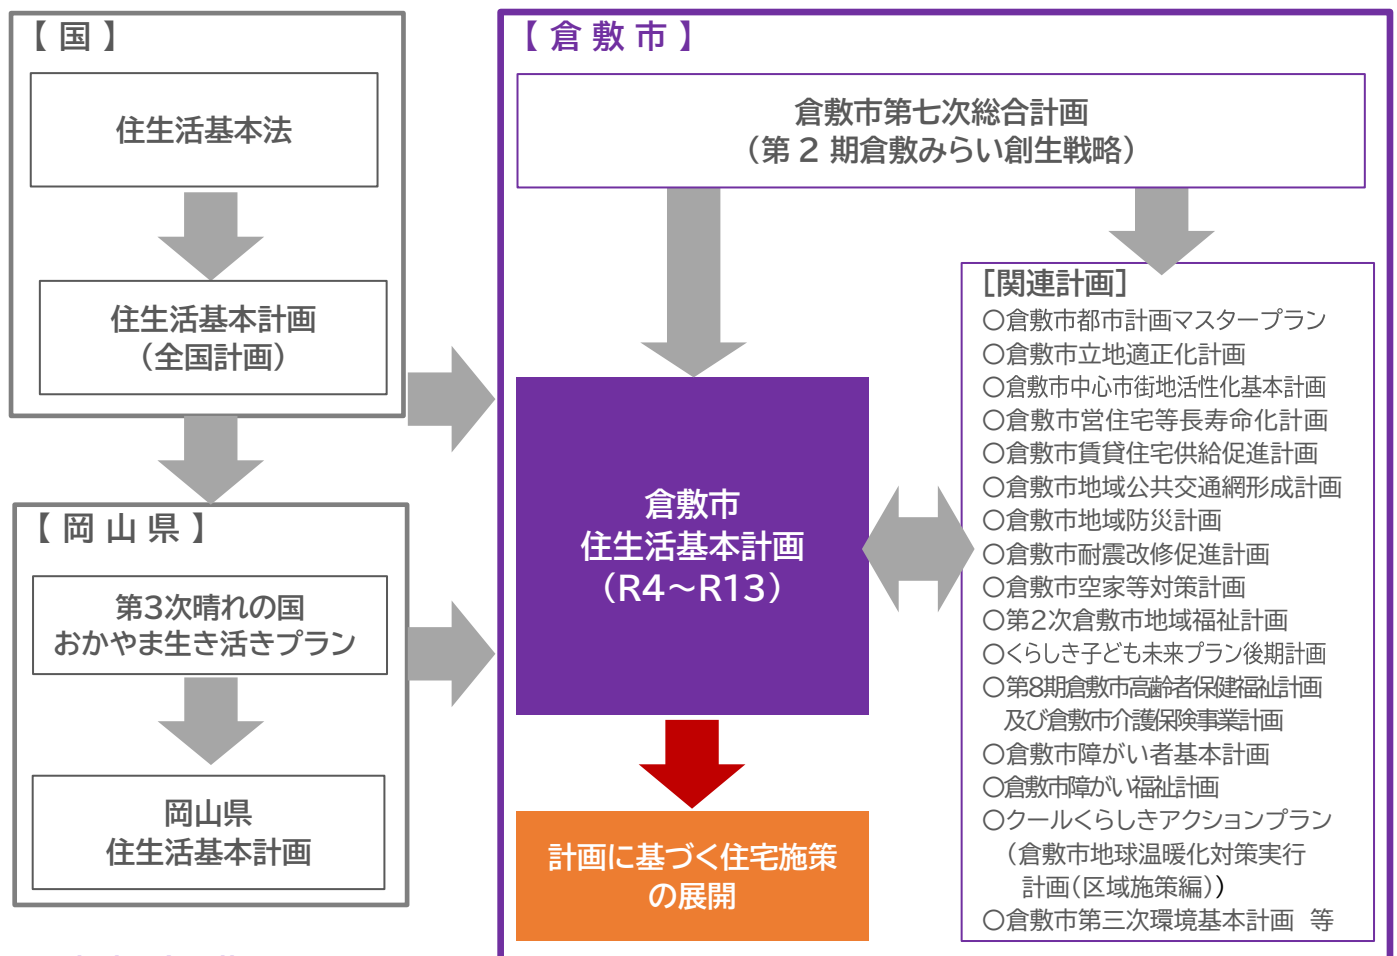 【 国 】
住生活基本法
住生活基本計画
（全国計画）
【 岡 山 県 】
第3次晴れの国
おかやま生き活きプラン
岡山県
住生活基本計画
【 倉 敷 市 】
倉敷市第七次総合計画
（第 2 期倉敷みらい創生戦略）
倉敷市
住生活基本計画
（R4～R13）
計画に基づく住宅施策
の展開
［関連計画］
〇倉敷市都市計画マスタープラン
〇倉敷市立地適正化計画
〇倉敷市中心市街地活性化基本計画
〇倉敷市営住宅等長寿命化計画
〇倉敷市賃貸住宅供給促進計画
〇倉敷市地域公共交通網形成計画
〇倉敷市地域防災計画
〇倉敷市耐震改修促進計画
〇倉敷市空家等対策計画
〇第2次倉敷市地域福祉計画
〇くらしき子ども未来プラン後期計画
〇第8期倉敷市高齢者保健福祉計画
及び倉敷市介護保険事業計画
〇倉敷市障がい者基本計画
〇倉敷市障がい福祉計画
〇クールくらしきアクションプラン
（倉敷市地球温暖化対策実行
計画（区域施策編））
〇倉敷市第三次環境基本計画 等